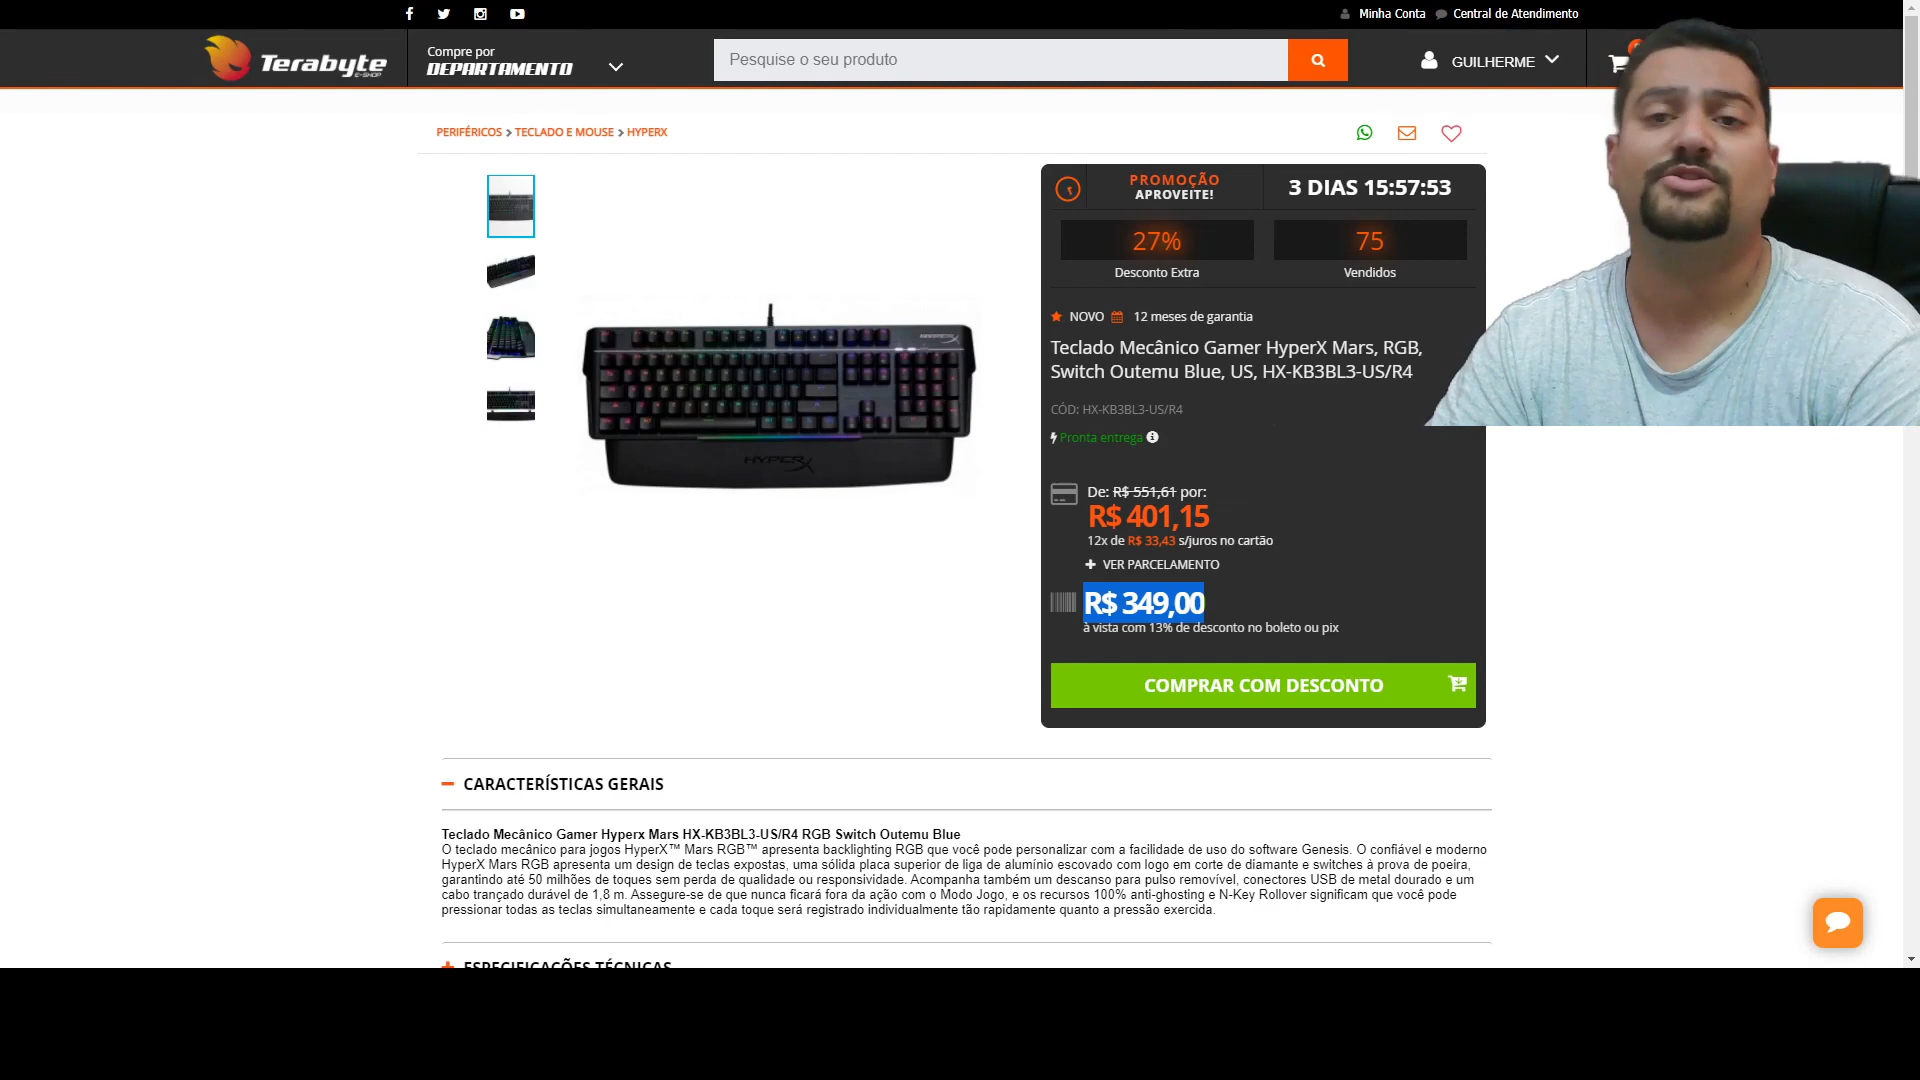 Minha Conta
Central de Atendimento
Terabyte
E-SHOP
Compre por
DEPARTAMENTO
Pesquise o seu produto
GUILHERME
PERIFÉRICOS > TECLADO E MOUSE > HYPERX
PROMOÇÃO
APROVEITE!
3 DIAS 15:57:53
27%
Desconto Extra
75
Vendidos
NOVO
12 meses de garantia
Teclado Mecânico Gamer HyperX Mars, RGB,
Switch Outemu Blue, US, HX-KB3BL3-US/R4
CÓD: HX-KB3BL3-US/R4
Pronta entrega
HYPERX
De: R$ 551,61 por:
R$ 401,15
12x de R$ 33,43 s/juros no cartão
+ VER PARCELAMENTO
R$ 349,00
à vista com 13% de desconto no boleto ou pix
COMPRAR COM DESCONTO
CARACTERÍSTICAS GERAIS
Teclado Mecânico Gamer Hyperx Mars HX-KB3BL3-US/R4 RGB Switch Outemu Blue
O teclado mecânico para jogos HyperX™ Mars RGB™ apresenta backlighting RGB que você pode personalizar com a facilidade de uso do software Genesis. O confiável e moderno
HyperX Mars RGB apresenta um design de teclas expostas, uma sólida placa superior de liga de alumínio escovado com logo em corte de diamante e switches à prova de poeira,
garantindo até 50 milhões de toques sem perda de qualidade ou responsividade. Acompanha também um descanso para pulso removível, conectores USB de metal dourado e um
cabo trançado durável de 1,8 m. Assegure-se de que nunca ficará fora da ação com o Modo Jogo, e os recursos 100% anti-ghosting e N-Key Rollover significam que você pode
pressionar todas as teclas simultaneamente e cada toque será registrado individualmente tão rapidamente quanto a pressão exercida.
ESPECIFICAÇÕES TÉCNICAS